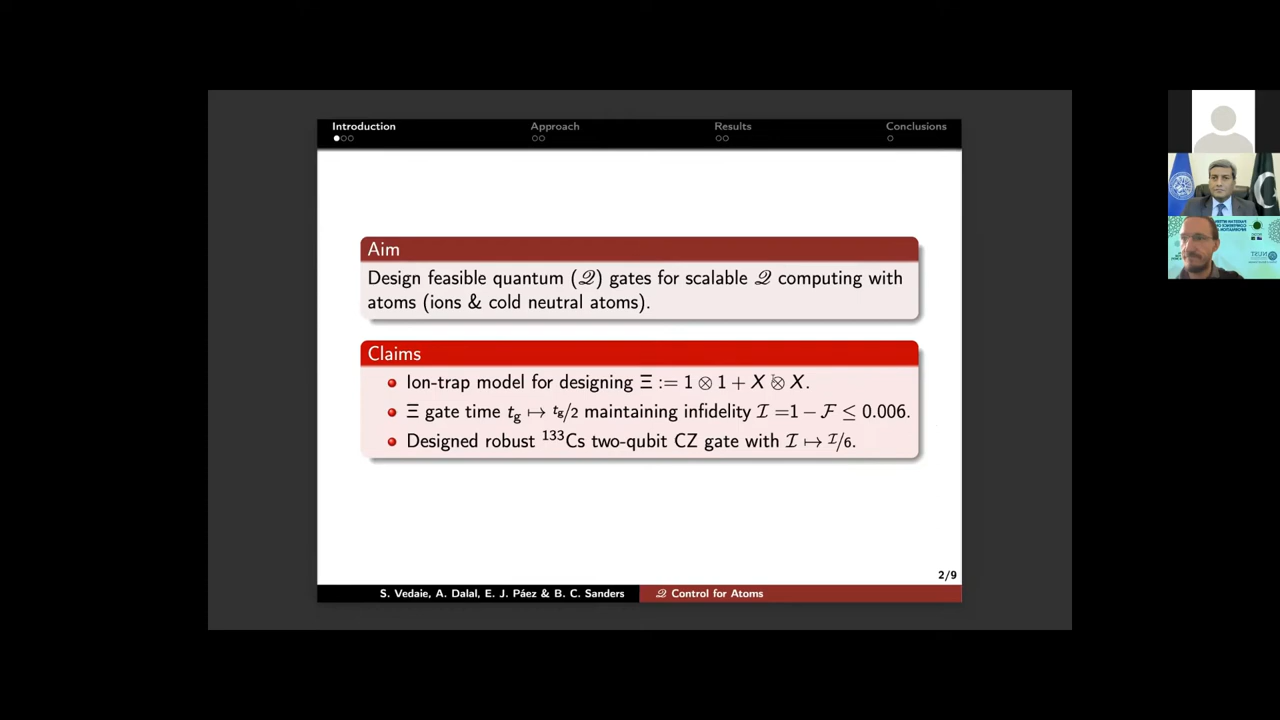 Introduction
Approach
Results
Conclusions
Aim
Design feasible quantum (𝒬) gates for scalable 𝒬 computing with
atoms (ions & cold neutral atoms).
Claims
Ion-trap model for designing Ξ := 1 ⊗ 1 + X ⊗ X.
Ξ gate time t_g ↦ t_g/2 maintaining infidelity ℐ =1 − ℱ ≤ 0.006.
Designed robust ¹³³Cs two-qubit CZ gate with ℐ ↦ ℐ/6.
2/9
S. Vedaie, A. Dalal, E. J. Páez & B. C. Sanders
𝒬 Control for Atoms